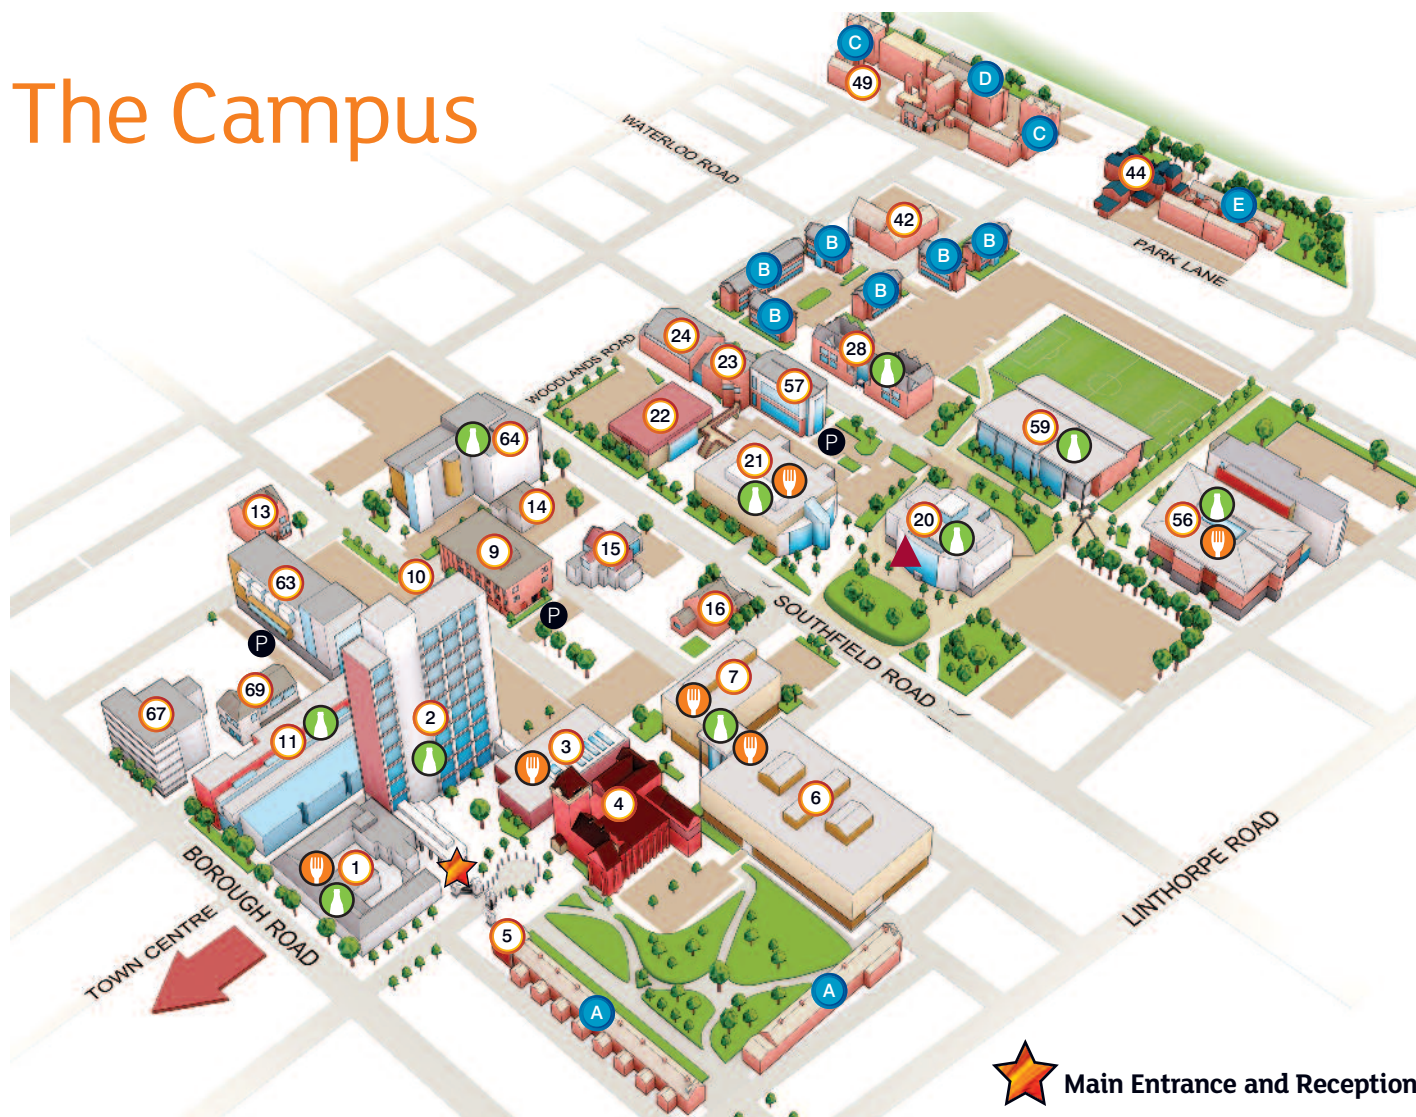 The Campus
C
D
49
C
WATERLOO ROAD
44
E
42
B
B
B
B
PARK LANE
B
B
24
WOODLANDS ROAD
23
28
57
22
59
64
P
21
14
13
20
56
9
15
10
63
16
SOUTHFIELD ROAD
P
P
7
69
67
2
11
3
6
4
LINTHORPE ROAD
1
BOROUGH ROAD
TOWN CENTRE
5
A
A
Main Entrance and Reception